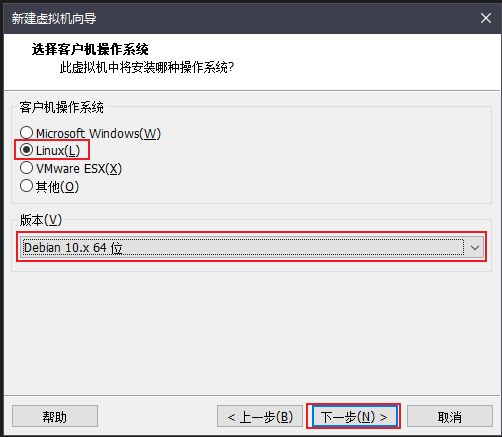 新建虚拟机向导
选择客户机操作系统
此虚拟机中将安装哪种操作系统?
客户机操作系统
Microsoft Windows(W)
Linux(L)
VMware ESX(X)
其他(O)
版本(V)
Debian 10.x 64 位
帮助
< 上一步(B)
下一步(N) >
取消